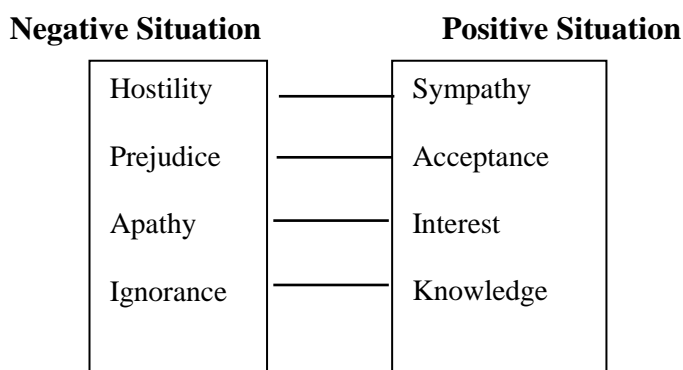 Negative Situation Positive Situation
Hostility Sympathy
Prejudice Acceptance
Apathy Interest
Ignorance Knowledge